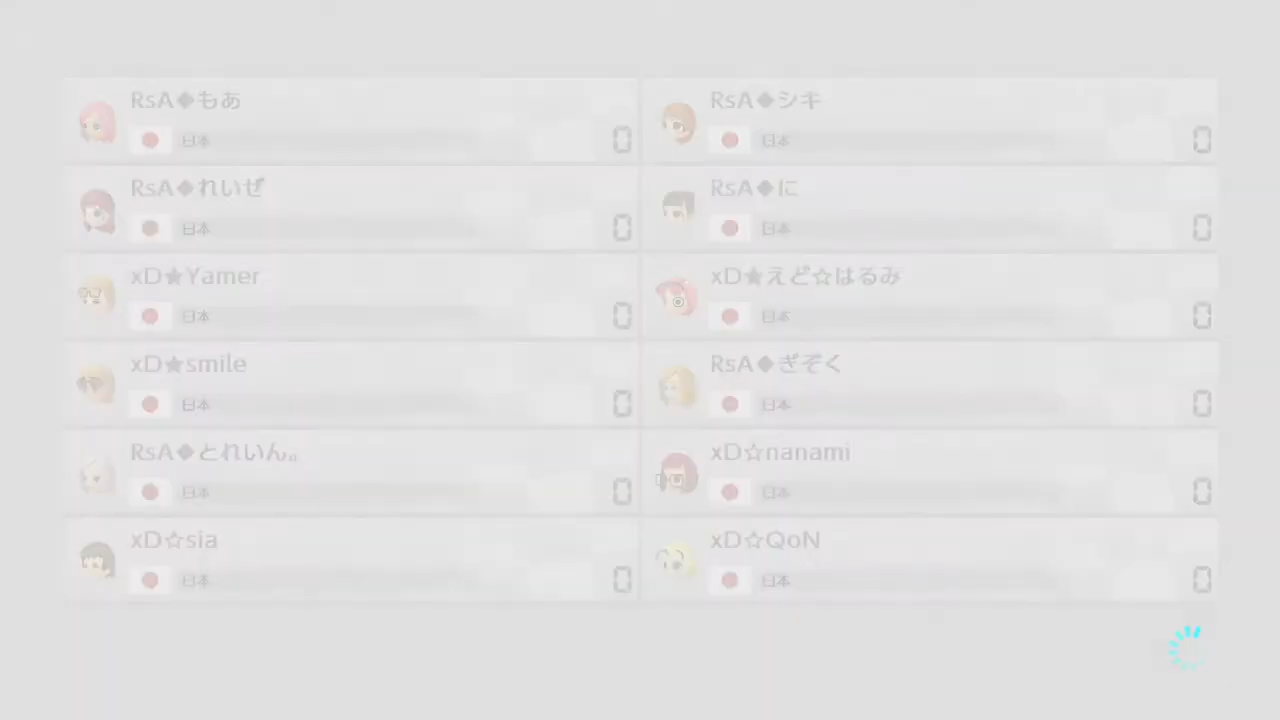 RsA◆もあ
日本
0
RsA◆シキ
日本
0
RsA◆れいぜ
日本
0
RsA◆に
日本
0
xD★Yamer
日本
0
xD★えど☆はるみ
日本
0
xD★smile
日本
0
RsA◆ぎぞく
日本
0
RsA◆とれいん。
日本
0
xD☆nanami
日本
0
xD☆sia
日本
0
xD☆QoN
日本
0